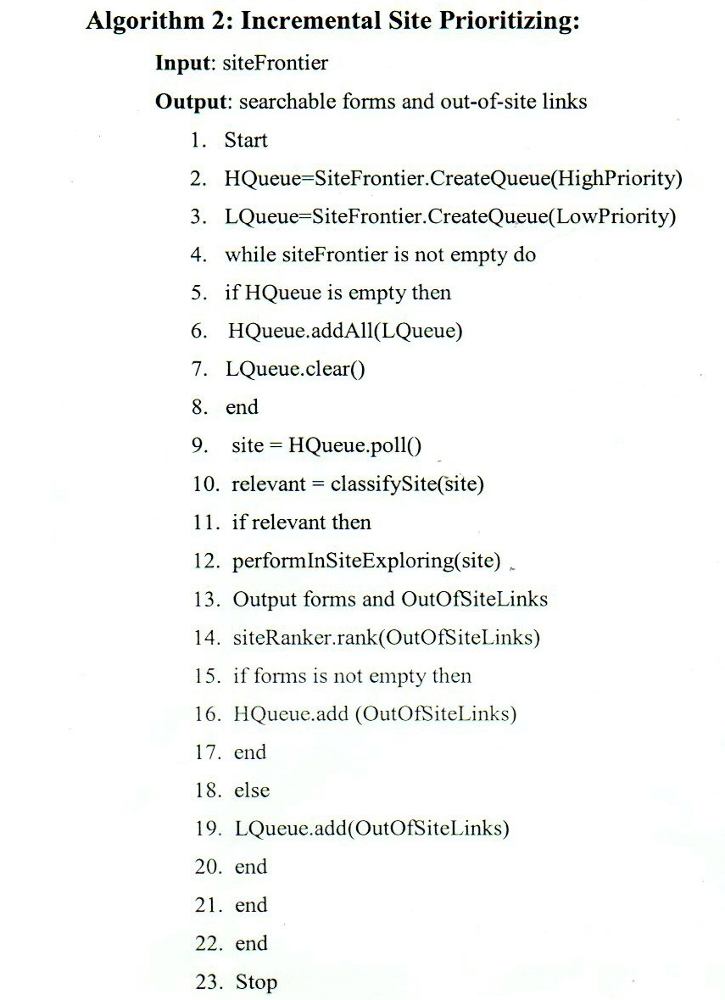 Algorithm 2: Incremental Site Prioritizing:
Input: siteFrontier
Output: searchable forms and out-of-site links
1. Start
2. HQueue=SiteFrontier.CreateQueue(HighPriority)
3. LQueue=SiteFrontier.CreateQueue(LowPriority)
4. while siteFrontier is not empty do
5. if HQueue is empty then
6. HQueue.addAll(LQueue)
7. LQueue.clear()
8. end
9. site = HQueue.poll()
10. relevant = classifySite(site)
11. if relevant then
12. performInSiteExploring(site)
13. Output forms and OutOfSiteLinks
14. siteRanker.rank(OutOfSiteLinks)
15. if forms is not empty then
16. HQueue.add (OutOfSiteLinks)
17. end
18. else
19. LQueue.add(OutOfSiteLinks)
20. end
21. end
22. end
23. Stop